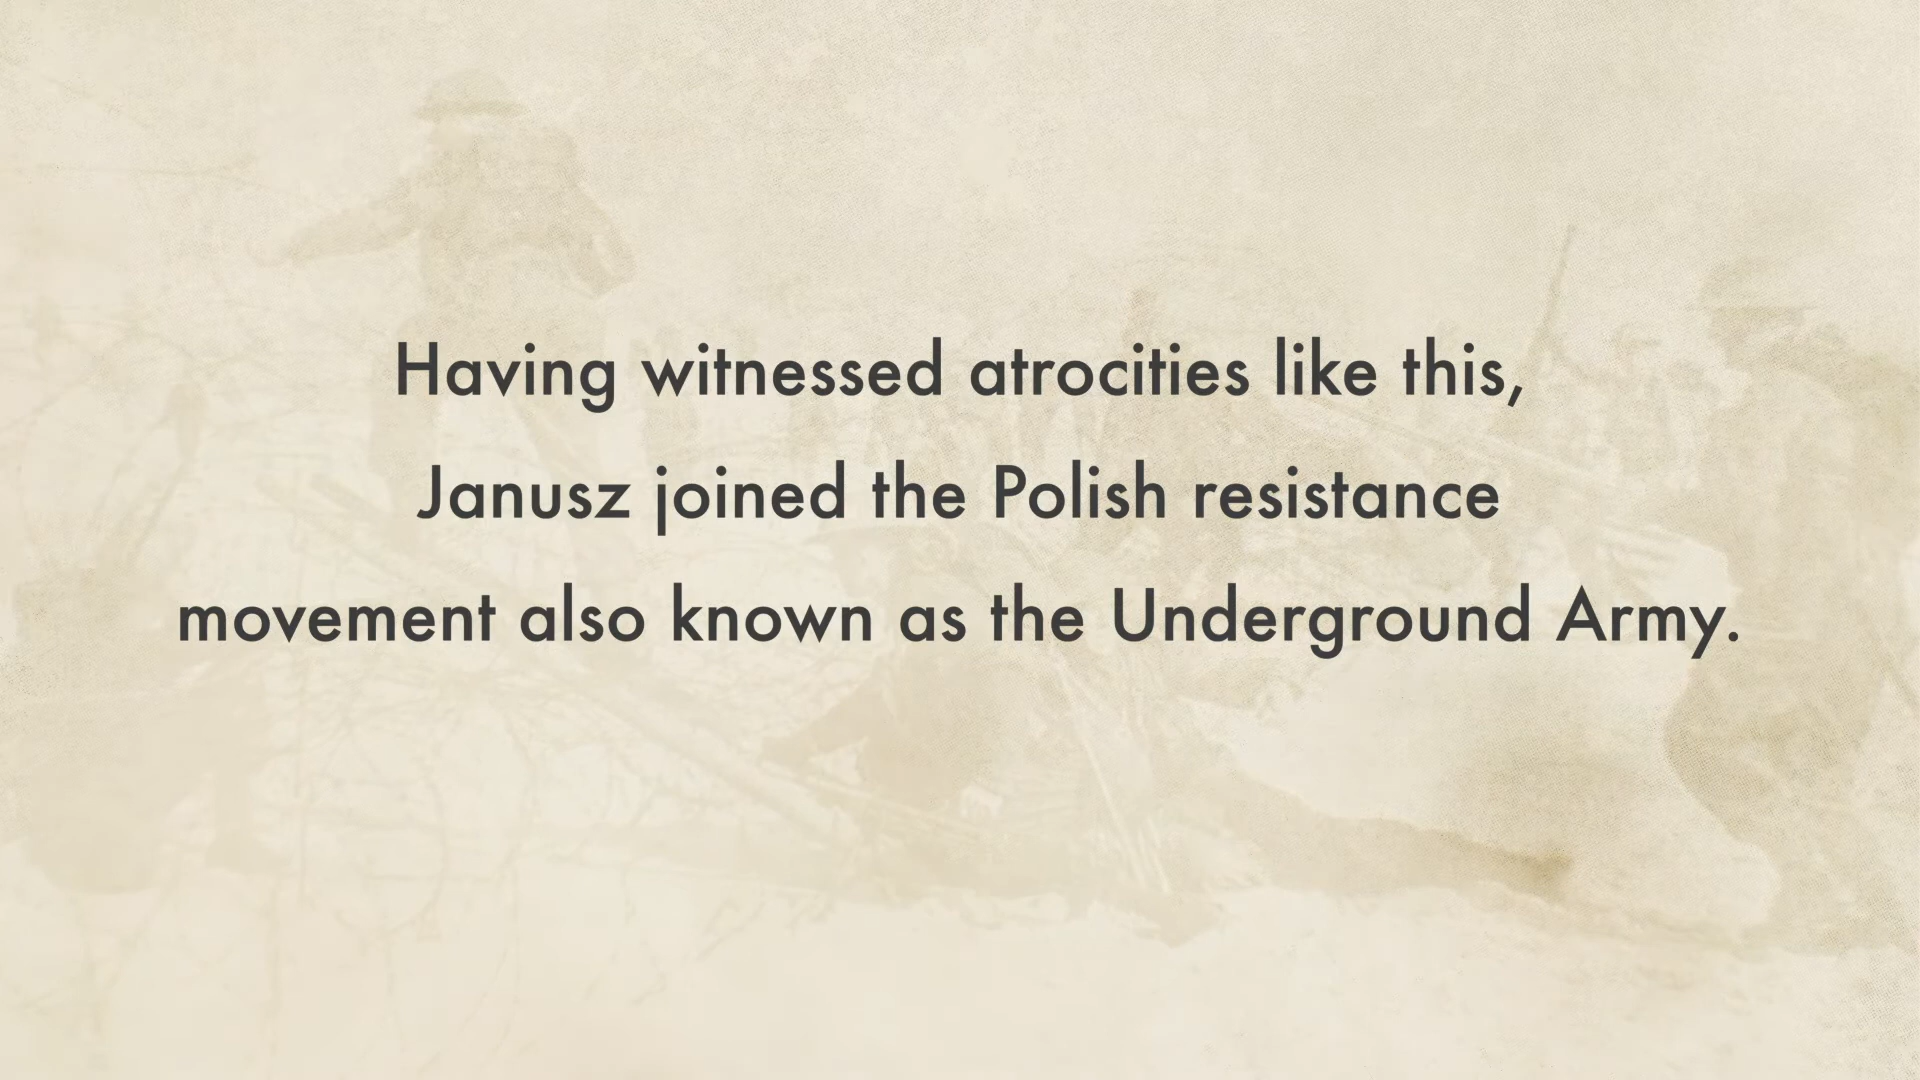 Having witnessed atrocities like this,
Janusz joined the Polish resistance
movement also known as the Underground Army.